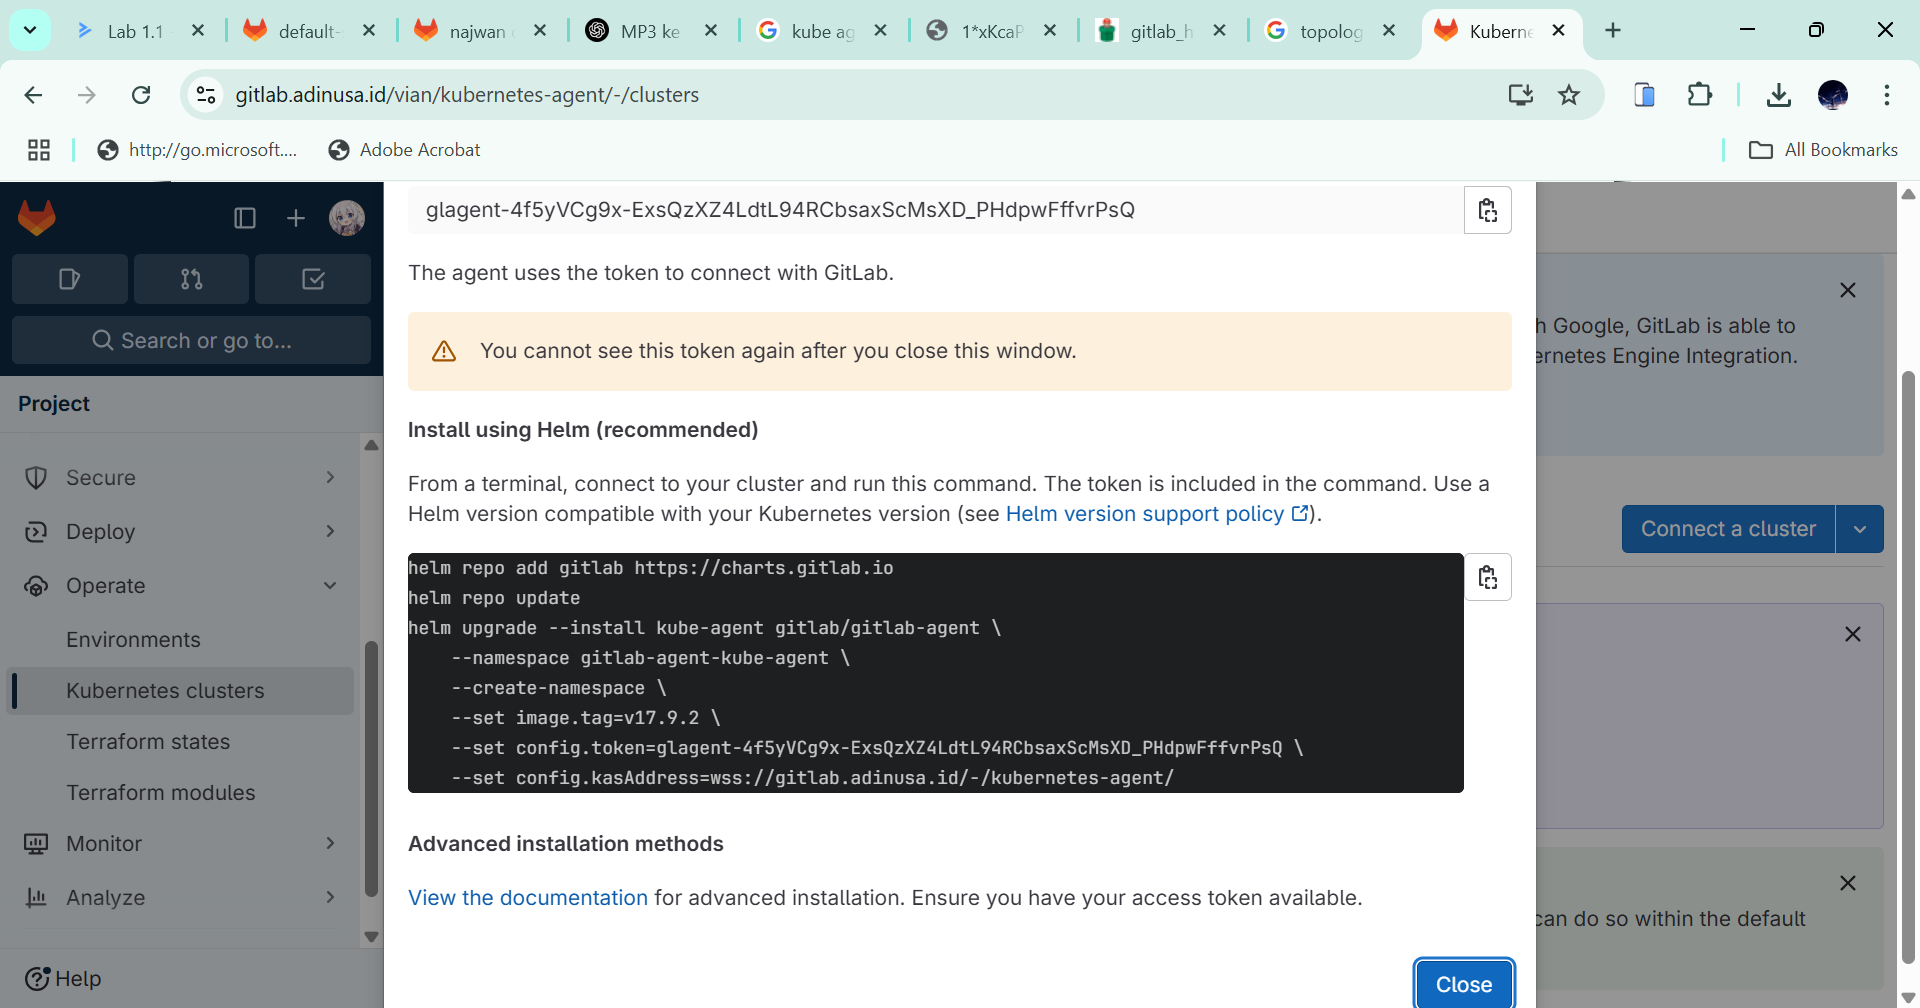 Lab 1.1
default-
najwan
MP3 ke
kube ag
1*xKcaP
gitlab_h
topolog
Kuberne
gitlab.adinusa.id/vian/kubernetes-agent/-/clusters
http://go.microsoft....
Adobe Acrobat
All Bookmarks
Search or go to...
Project
Secure
Deploy
Operate
Environments
Kubernetes clusters
Terraform states
Terraform modules
Monitor
Analyze
Help
glagent-4f5yVCg9x-ExsQzXZ4LdtL94RCbsaxScMsXD_PHdpwFffvrPsQ
The agent uses the token to connect with GitLab.
You cannot see this token again after you close this window.
Install using Helm (recommended)
From a terminal, connect to your cluster and run this command. The token is included in the command. Use a
Helm version compatible with your Kubernetes version (see Helm version support policy ).
helm repo add gitlab https://charts.gitlab.io
helm repo update
helm upgrade --install kube-agent gitlab/gitlab-agent \
--namespace gitlab-agent-kube-agent \
--create-namespace \
--set image.tag=v17.9.2 \
--set config.token=glagent-4f5yVCg9x-ExsQzXZ4LdtL94RCbsaxScMsXD_PHdpwFffvrPsQ \
--set config.kasAddress=wss://gitlab.adinusa.id/-/kubernetes-agent/
Advanced installation methods
View the documentation for advanced installation. Ensure you have your access token available.
Close
h Google, GitLab is able to
ernetes Engine Integration.
Connect a cluster
can do so within the default